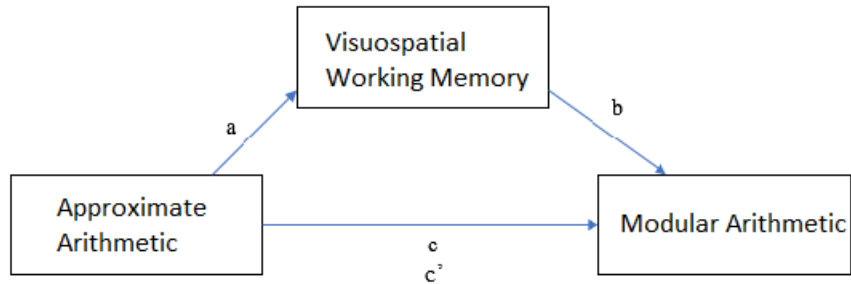 Visuospatial
Working Memory
a
b
Approximate
Arithmetic
Modular Arithmetic
c
c'